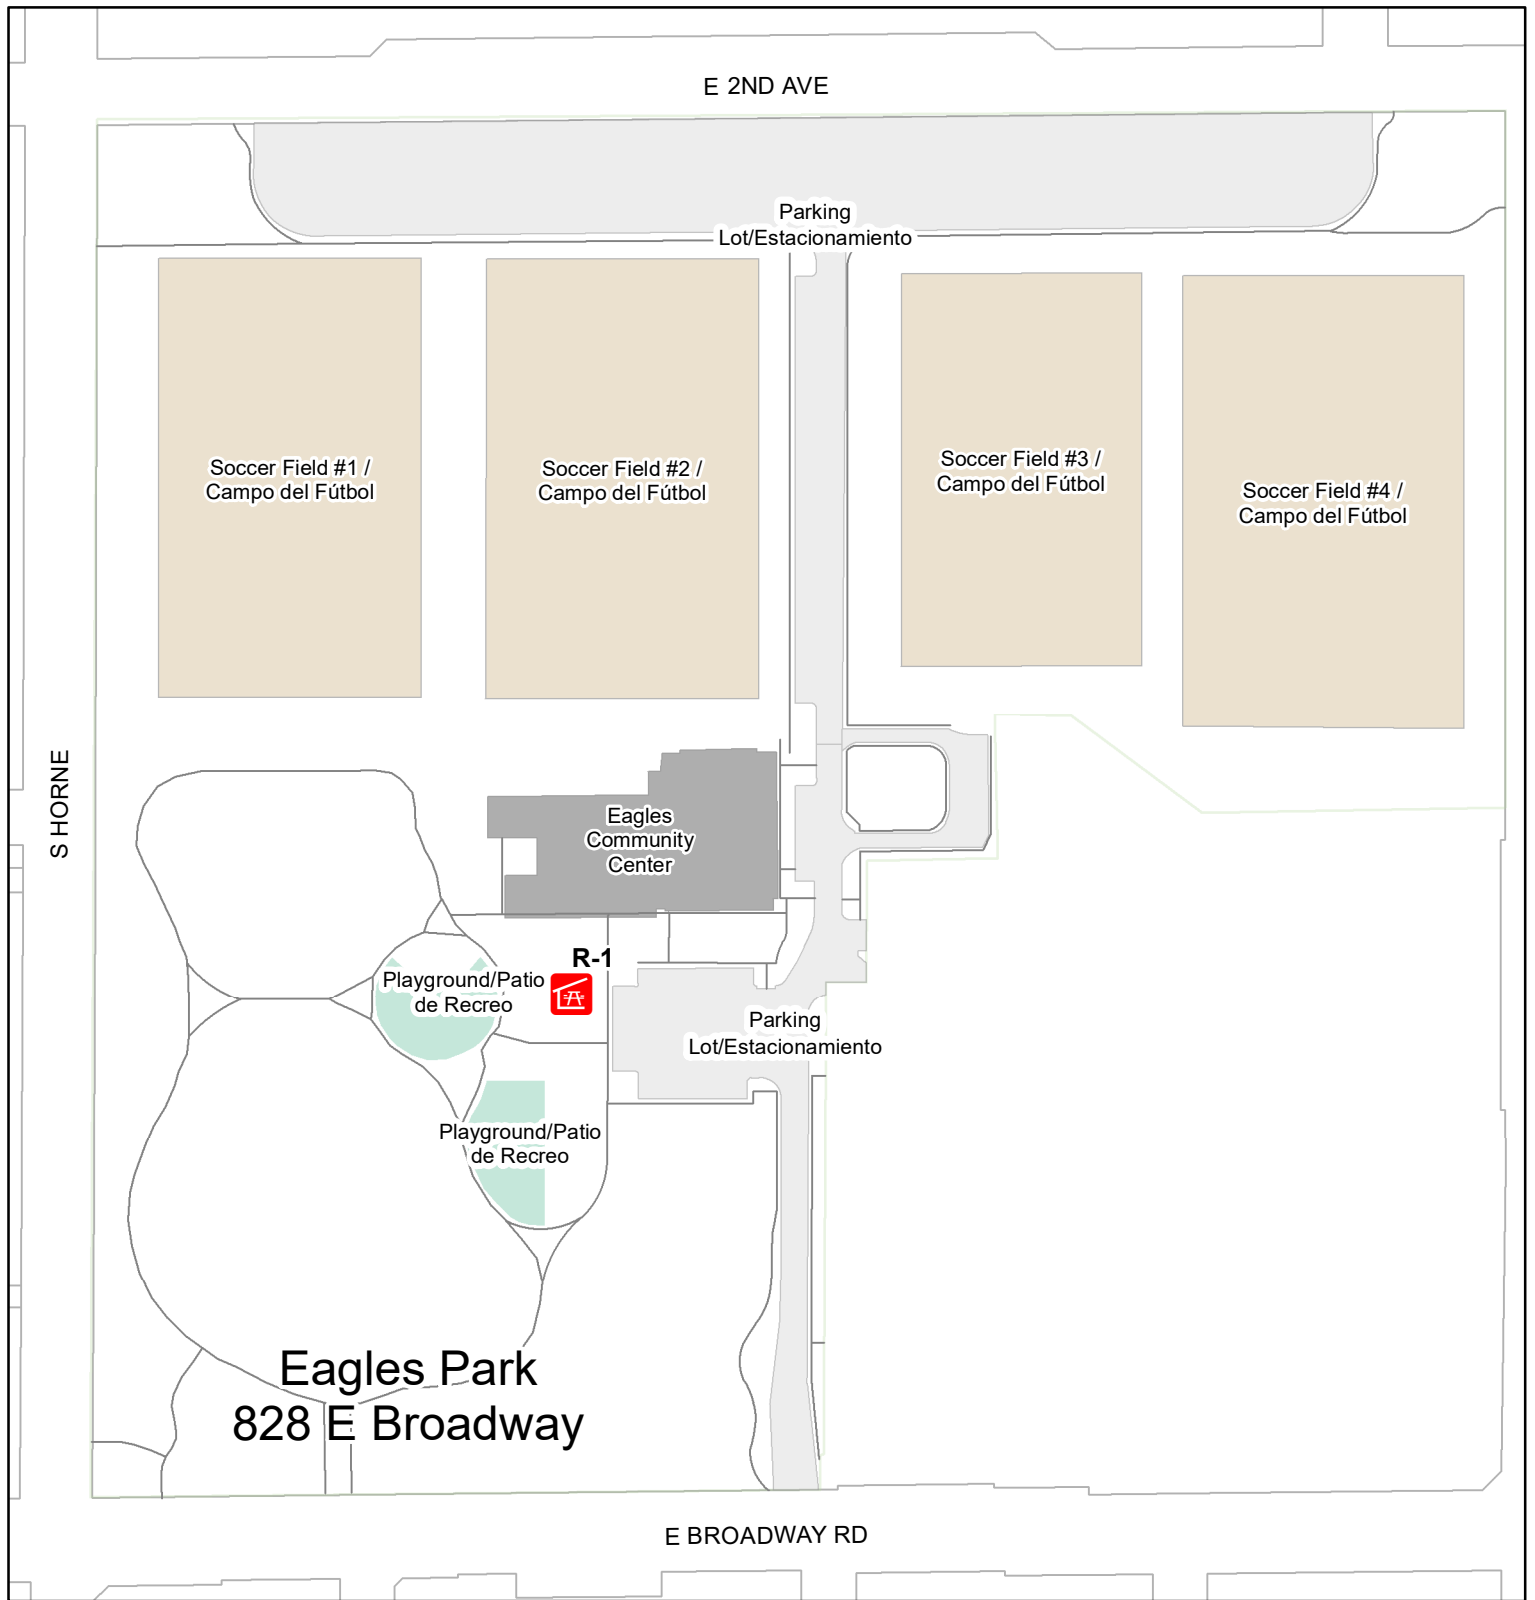 E 2ND AVE
Parking
Lot/Estacionamiento
Soccer Field #1 /
Campo del Fútbol
Soccer Field #2 /
Campo del Fútbol
Soccer Field #3 /
Campo del Fútbol
Soccer Field #4 /
Campo del Fútbol
S HORNE
Eagles
Community
Center
R-1
Playground/Patio
de Recreo
Parking
Lot/Estacionamiento
Playground/Patio
de Recreo
Eagles Park
828 E Broadway
E BROADWAY RD